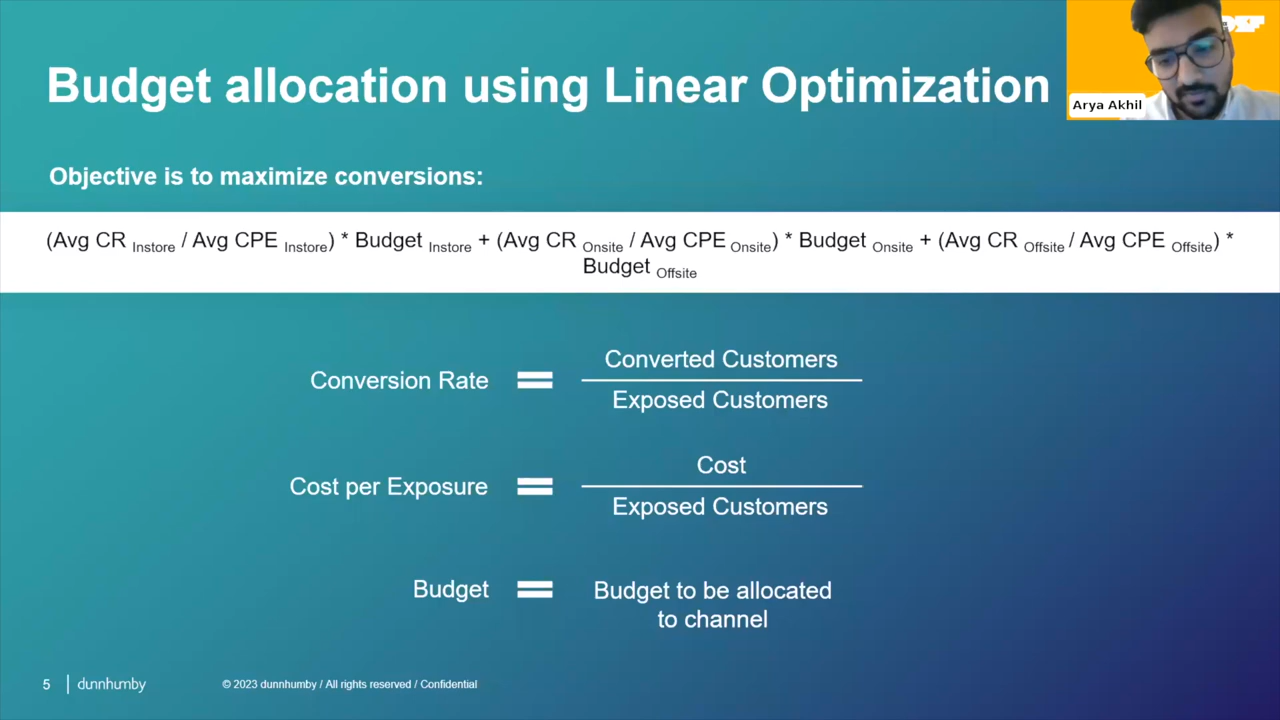 Budget allocation using Linear Optimization
Arya Akhil
Objective is to maximize conversions:
(Avg CR Instore / Avg CPE Instore) * Budget Instore + (Avg CR Onsite / Avg CPE Onsite) * Budget Onsite + (Avg CR Offsite / Avg CPE Offsite) *
Budget Offsite
Conversion Rate = Converted Customers
Exposed Customers
Cost per Exposure = Cost
Exposed Customers
Budget = Budget to be allocated
to channel
5 | dunnhumby © 2023 dunnhumby / All rights reserved / Confidential